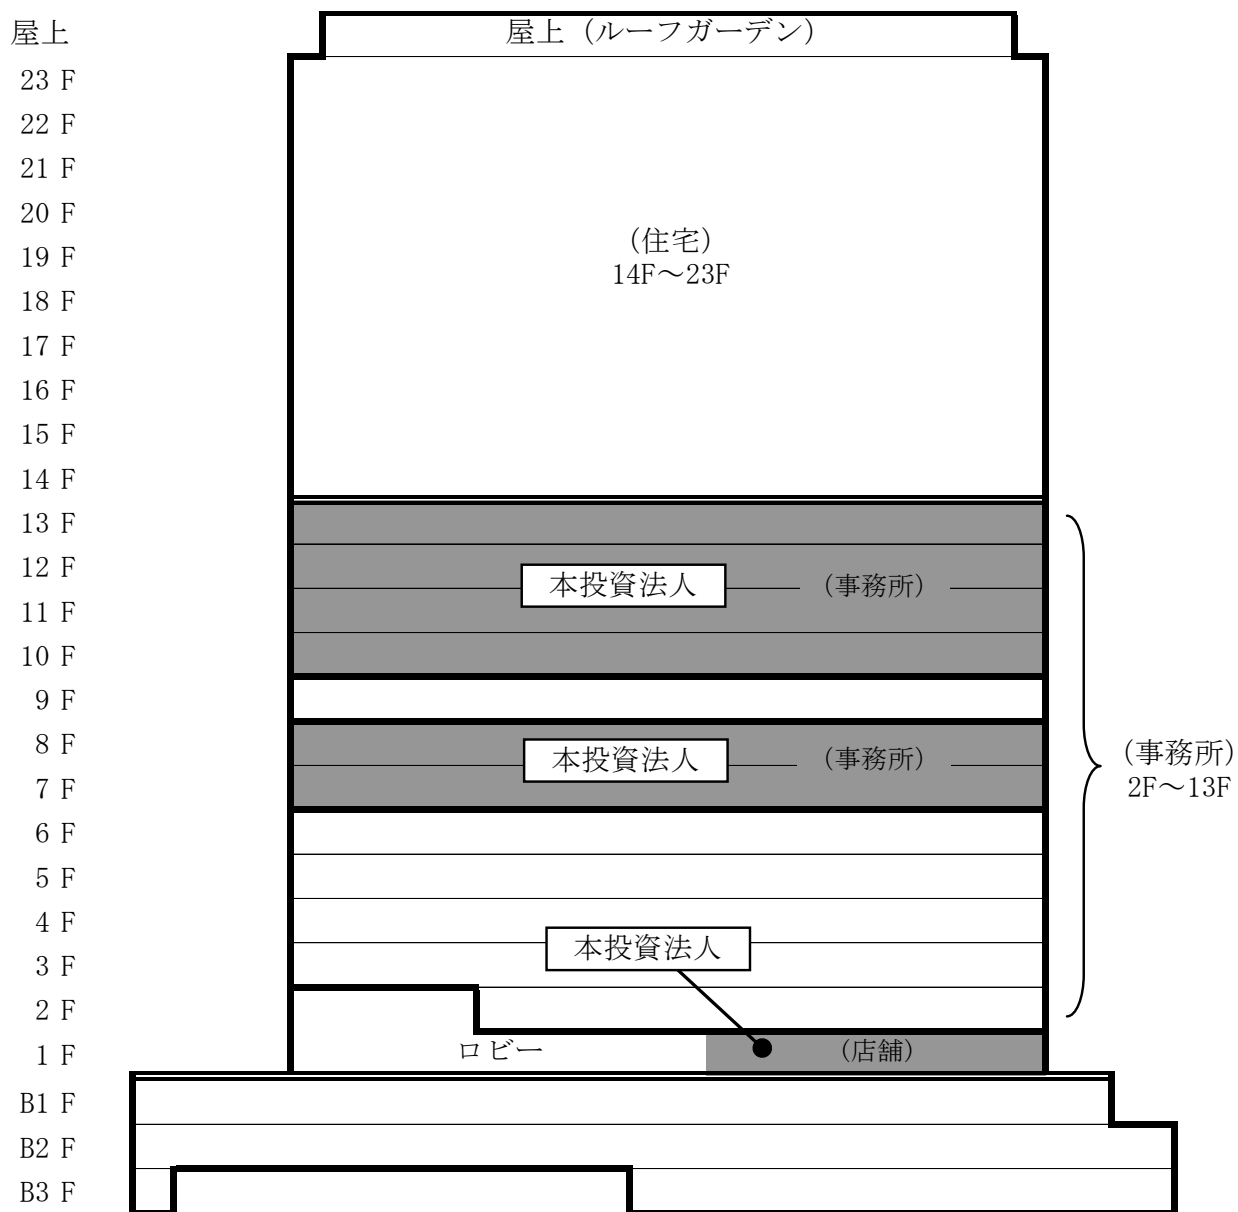 屋上
屋上（ルーフガーデン）
23 F
22 F
21 F
20 F
19 F
18 F
17 F
16 F
15 F
14 F
（住宅）
14F～23F
13 F
12 F
11 F
10 F
本投資法人
（事務所）
9 F
8 F
7 F
本投資法人
（事務所）
（事務所）
2F～13F
6 F
5 F
4 F
3 F
本投資法人
2 F
1 F
ロビー
（店舗）
B1 F
B2 F
B3 F